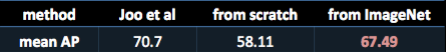 method Joo et al from scratch from ImageNet
mean AP 70.7 58.11 67.49